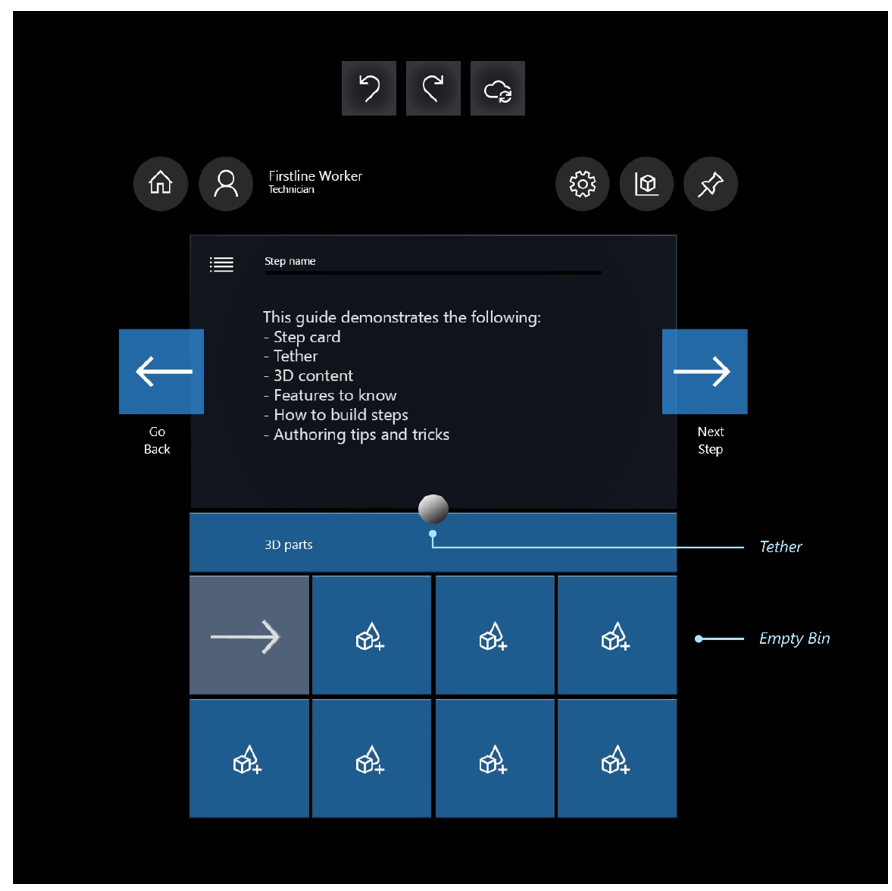 Firstline Worker
Technician
Step name
This guide demonstrates the following:
- Step card
- Tether
- 3D content
- Features to know
- How to build steps
- Authoring tips and tricks
Go
Back
Next
Step
3D parts
Tether
Empty Bin